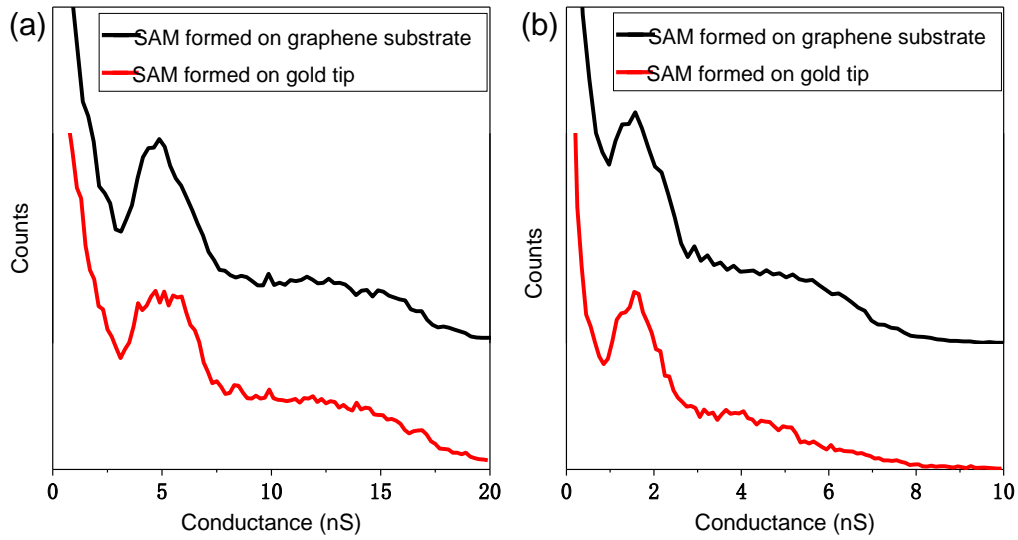 (a)
SAM formed on graphene substrate
SAM formed on gold tip
Counts
0 5 10 15 20
Conductance (nS)
(b)
SAM formed on graphene substrate
SAM formed on gold tip
Counts
0 2 4 6 8 10
Conductance (nS)